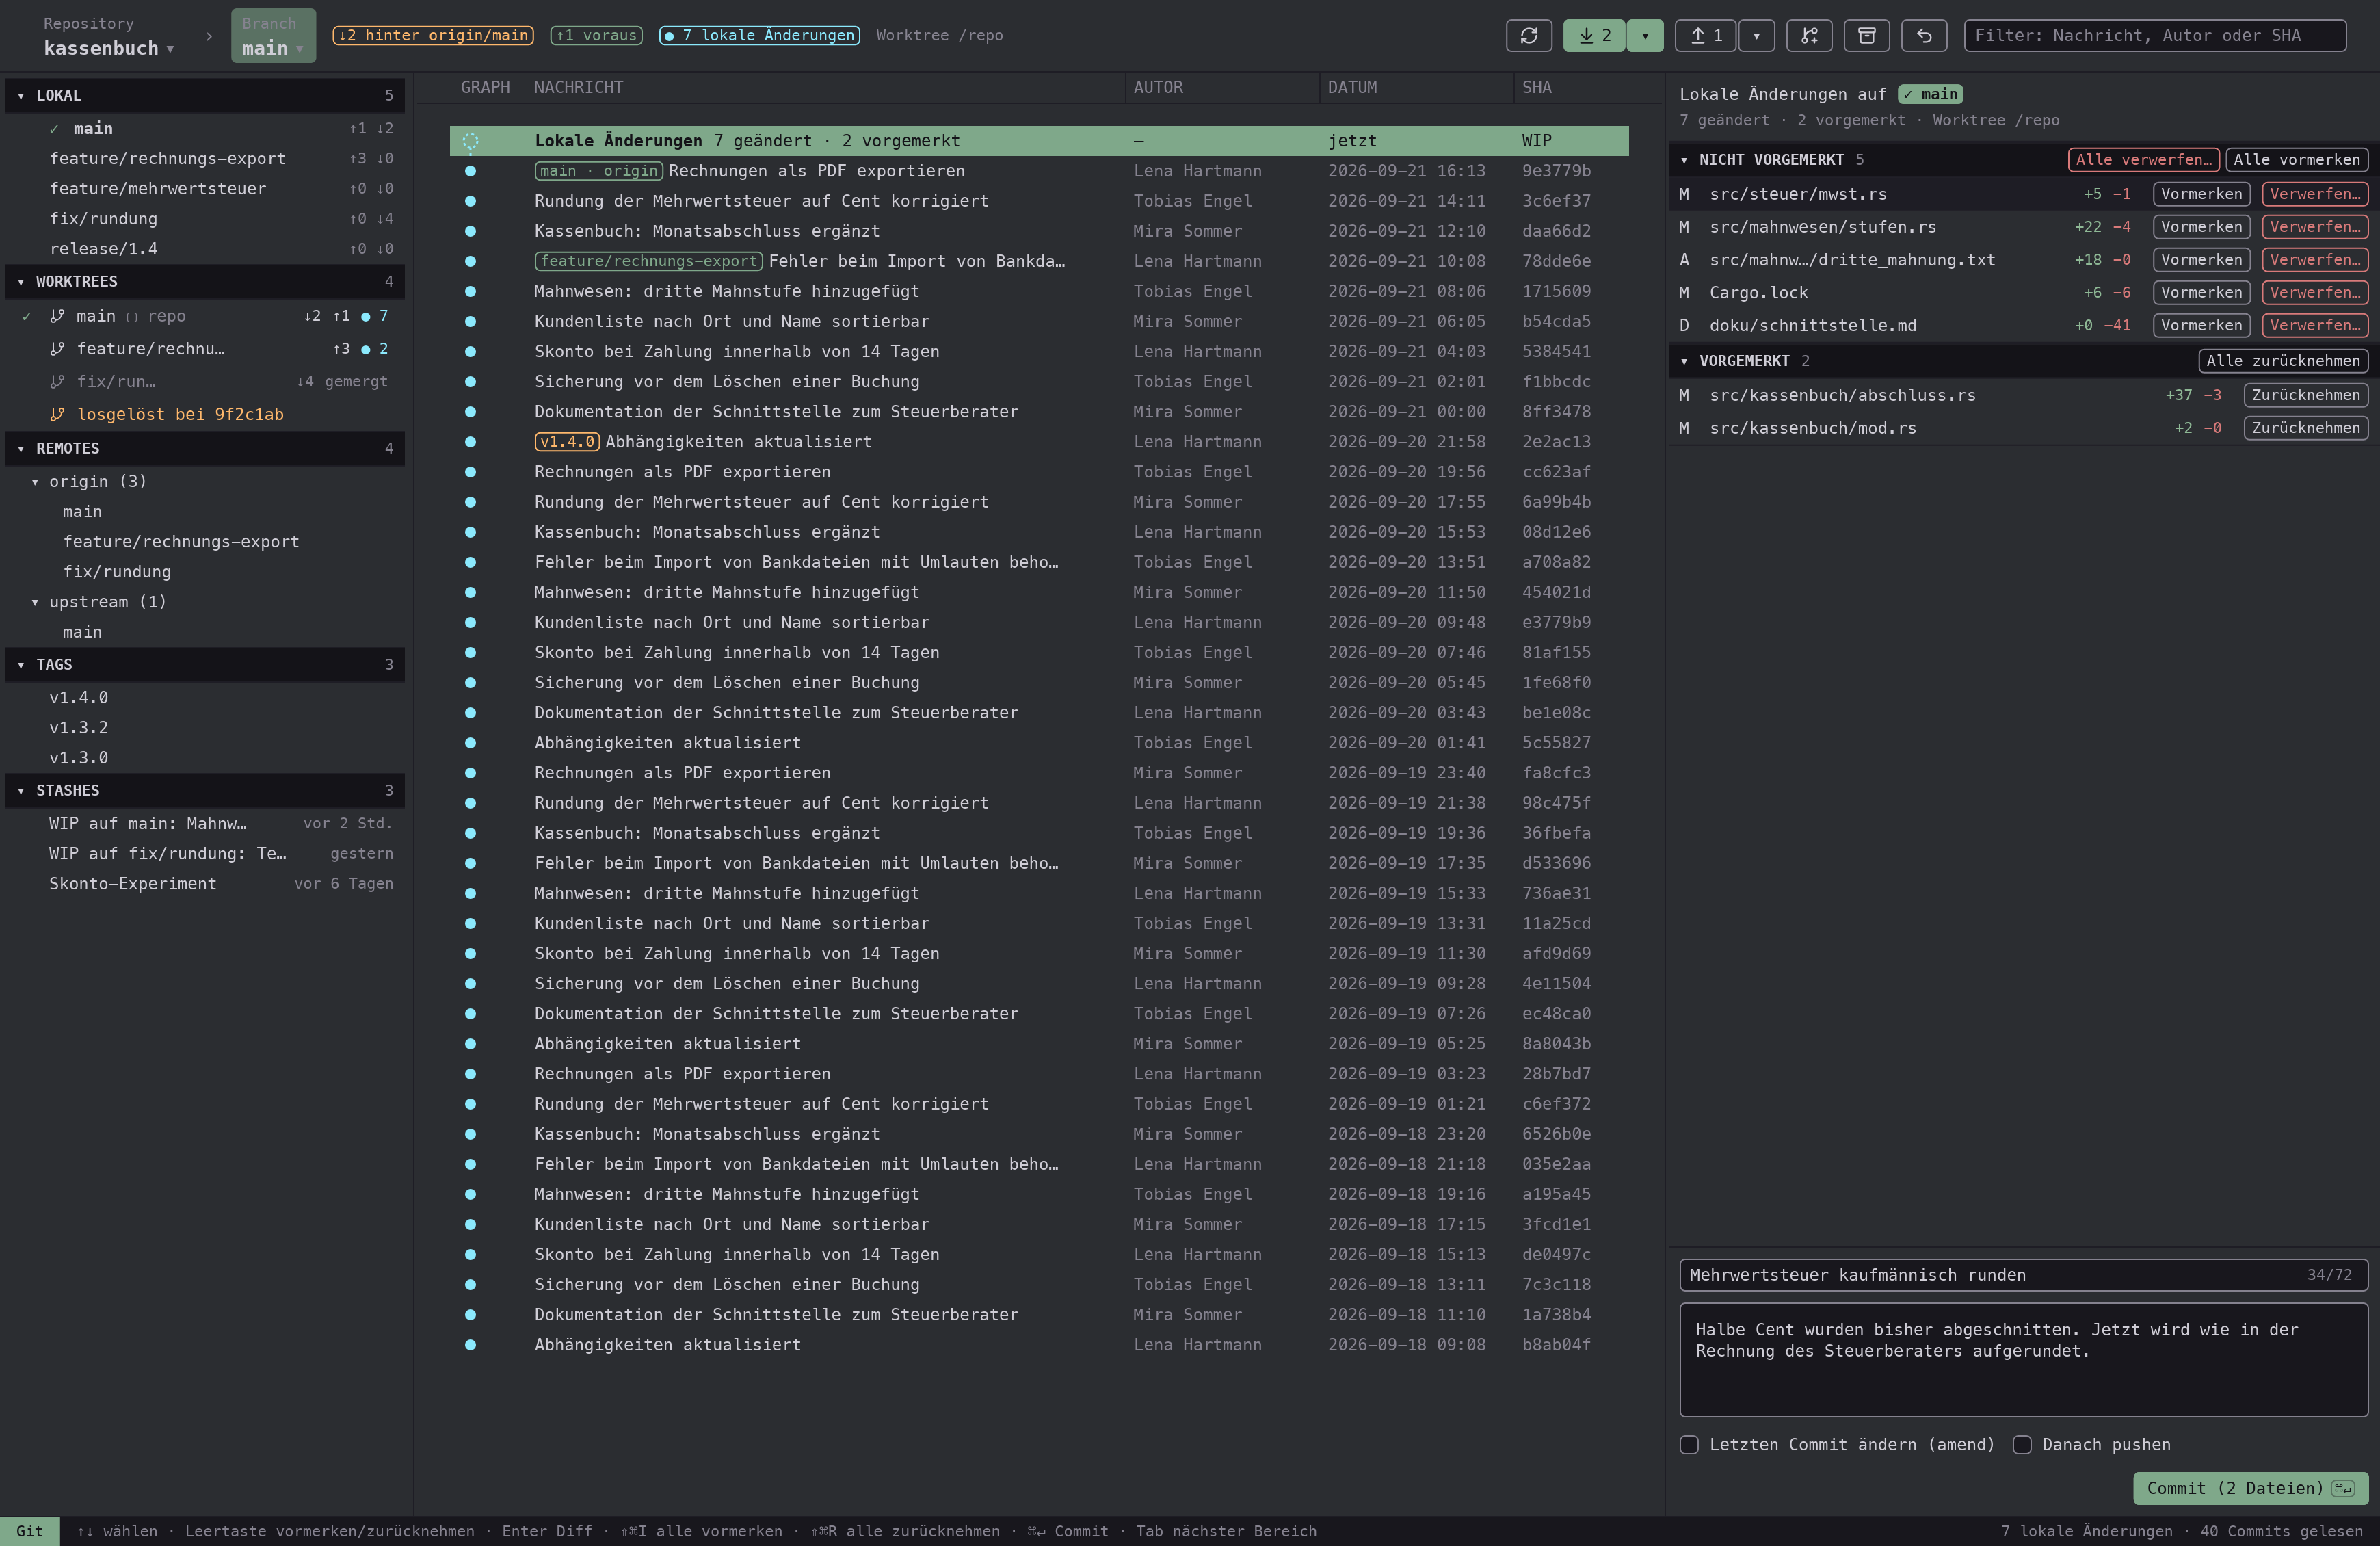 Repository
kassenbuch ▾
›
Branch
main ▾
↓2 hinter origin/main ↑1 voraus ● 7 lokale Änderungen Worktree /repo
2 ▾ 1 ▾ Filter: Nachricht, Autor oder SHA
▾ LOKAL 5
✓ main ↑1 ↓2
feature/rechnungs-export ↑3 ↓0
feature/mehrwertsteuer ↑0 ↓0
fix/rundung ↑0 ↓4
release/1.4 ↑0 ↓0
▾ WORKTREES 4
✓ main ▢ repo ↓2 ↑1 ● 7
feature/rechnu… ↑3 ● 2
fix/run… ↓4 gemergt
losgelöst bei 9f2c1ab
▾ REMOTES 4
▾ origin (3)
main
feature/rechnungs-export
fix/rundung
▾ upstream (1)
main
▾ TAGS 3
v1.4.0
v1.3.2
v1.3.0
▾ STASHES 3
WIP auf main: Mahnw… vor 2 Std.
WIP auf fix/rundung: Te… gestern
Skonto-Experiment vor 6 Tagen
GRAPH NACHRICHT AUTOR DATUM SHA
Lokale Änderungen 7 geändert · 2 vorgemerkt — jetzt WIP
main · origin Rechnungen als PDF exportieren Lena Hartmann 2026-09-21 16:13 9e3779b
Rundung der Mehrwertsteuer auf Cent korrigiert Tobias Engel 2026-09-21 14:11 3c6ef37
Kassenbuch: Monatsabschluss ergänzt Mira Sommer 2026-09-21 12:10 daa66d2
feature/rechnungs-export Fehler beim Import von Bankda… Lena Hartmann 2026-09-21 10:08 78dde6e
Mahnwesen: dritte Mahnstufe hinzugefügt Tobias Engel 2026-09-21 08:06 1715609
Kundenliste nach Ort und Name sortierbar Mira Sommer 2026-09-21 06:05 b54cda5
Skonto bei Zahlung innerhalb von 14 Tagen Lena Hartmann 2026-09-21 04:03 5384541
Sicherung vor dem Löschen einer Buchung Tobias Engel 2026-09-21 02:01 f1bbcdc
Dokumentation der Schnittstelle zum Steuerberater Mira Sommer 2026-09-21 00:00 8ff3478
v1.4.0 Abhängigkeiten aktualisiert Lena Hartmann 2026-09-20 21:58 2e2ac13
Rechnungen als PDF exportieren Tobias Engel 2026-09-20 19:56 cc623af
Rundung der Mehrwertsteuer auf Cent korrigiert Mira Sommer 2026-09-20 17:55 6a99b4b
Kassenbuch: Monatsabschluss ergänzt Lena Hartmann 2026-09-20 15:53 08d12e6
Fehler beim Import von Bankdateien mit Umlauten beho… Tobias Engel 2026-09-20 13:51 a708a82
Mahnwesen: dritte Mahnstufe hinzugefügt Mira Sommer 2026-09-20 11:50 454021d
Kundenliste nach Ort und Name sortierbar Lena Hartmann 2026-09-20 09:48 e3779b9
Skonto bei Zahlung innerhalb von 14 Tagen Tobias Engel 2026-09-20 07:46 81af155
Sicherung vor dem Löschen einer Buchung Mira Sommer 2026-09-20 05:45 1fe68f0
Dokumentation der Schnittstelle zum Steuerberater Lena Hartmann 2026-09-20 03:43 be1e08c
Abhängigkeiten aktualisiert Tobias Engel 2026-09-20 01:41 5c55827
Rechnungen als PDF exportieren Mira Sommer 2026-09-19 23:40 fa8cfc3
Rundung der Mehrwertsteuer auf Cent korrigiert Lena Hartmann 2026-09-19 21:38 98c475f
Kassenbuch: Monatsabschluss ergänzt Tobias Engel 2026-09-19 19:36 36fbefa
Fehler beim Import von Bankdateien mit Umlauten beho… Mira Sommer 2026-09-19 17:35 d533696
Mahnwesen: dritte Mahnstufe hinzugefügt Lena Hartmann 2026-09-19 15:33 736ae31
Kundenliste nach Ort und Name sortierbar Tobias Engel 2026-09-19 13:31 11a25cd
Skonto bei Zahlung innerhalb von 14 Tagen Mira Sommer 2026-09-19 11:30 afd9d69
Sicherung vor dem Löschen einer Buchung Lena Hartmann 2026-09-19 09:28 4e11504
Dokumentation der Schnittstelle zum Steuerberater Tobias Engel 2026-09-19 07:26 ec48ca0
Abhängigkeiten aktualisiert Mira Sommer 2026-09-19 05:25 8a8043b
Rechnungen als PDF exportieren Lena Hartmann 2026-09-19 03:23 28b7bd7
Rundung der Mehrwertsteuer auf Cent korrigiert Tobias Engel 2026-09-19 01:21 c6ef372
Kassenbuch: Monatsabschluss ergänzt Mira Sommer 2026-09-18 23:20 6526b0e
Fehler beim Import von Bankdateien mit Umlauten beho… Lena Hartmann 2026-09-18 21:18 035e2aa
Mahnwesen: dritte Mahnstufe hinzugefügt Tobias Engel 2026-09-18 19:16 a195a45
Kundenliste nach Ort und Name sortierbar Mira Sommer 2026-09-18 17:15 3fcd1e1
Skonto bei Zahlung innerhalb von 14 Tagen Lena Hartmann 2026-09-18 15:13 de0497c
Sicherung vor dem Löschen einer Buchung Tobias Engel 2026-09-18 13:11 7c3c118
Dokumentation der Schnittstelle zum Steuerberater Mira Sommer 2026-09-18 11:10 1a738b4
Abhängigkeiten aktualisiert Lena Hartmann 2026-09-18 09:08 b8ab04f
Lokale Änderungen auf ✓ main
7 geändert · 2 vorgemerkt · Worktree /repo
▾ NICHT VORGEMERKT 5 Alle verwerfen… Alle vormerken
M src/steuer/mwst.rs +5 −1 Vormerken Verwerfen…
M src/mahnwesen/stufen.rs +22 −4 Vormerken Verwerfen…
A src/mahnw…/dritte_mahnung.txt +18 −0 Vormerken Verwerfen…
M Cargo.lock +6 −6 Vormerken Verwerfen…
D doku/schnittstelle.md +0 −41 Vormerken Verwerfen…
▾ VORGEMERKT 2 Alle zurücknehmen
M src/kassenbuch/abschluss.rs +37 −3 Zurücknehmen
M src/kassenbuch/mod.rs +2 −0 Zurücknehmen
Mehrwertsteuer kaufmännisch runden 34/72
Halbe Cent wurden bisher abgeschnitten. Jetzt wird wie in der
Rechnung des Steuerberaters aufgerundet.
Letzten Commit ändern (amend) Danach pushen
Commit (2 Dateien) ⌘↵
Git ↑↓ wählen · Leertaste vormerken/zurücknehmen · Enter Diff · ⇧⌘I alle vormerken · ⇧⌘R alle zurücknehmen · ⌘↵ Commit · Tab nächster Bereich
7 lokale Änderungen · 40 Commits gelesen